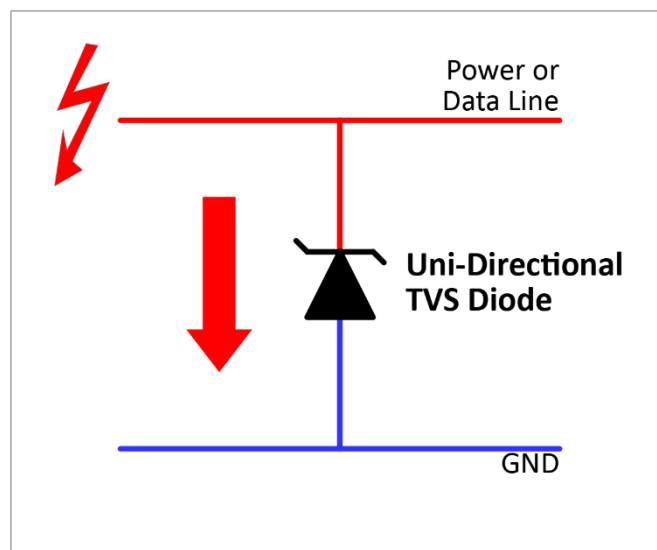 Power or
Data Line
Uni-Directional
TVS Diode
GND